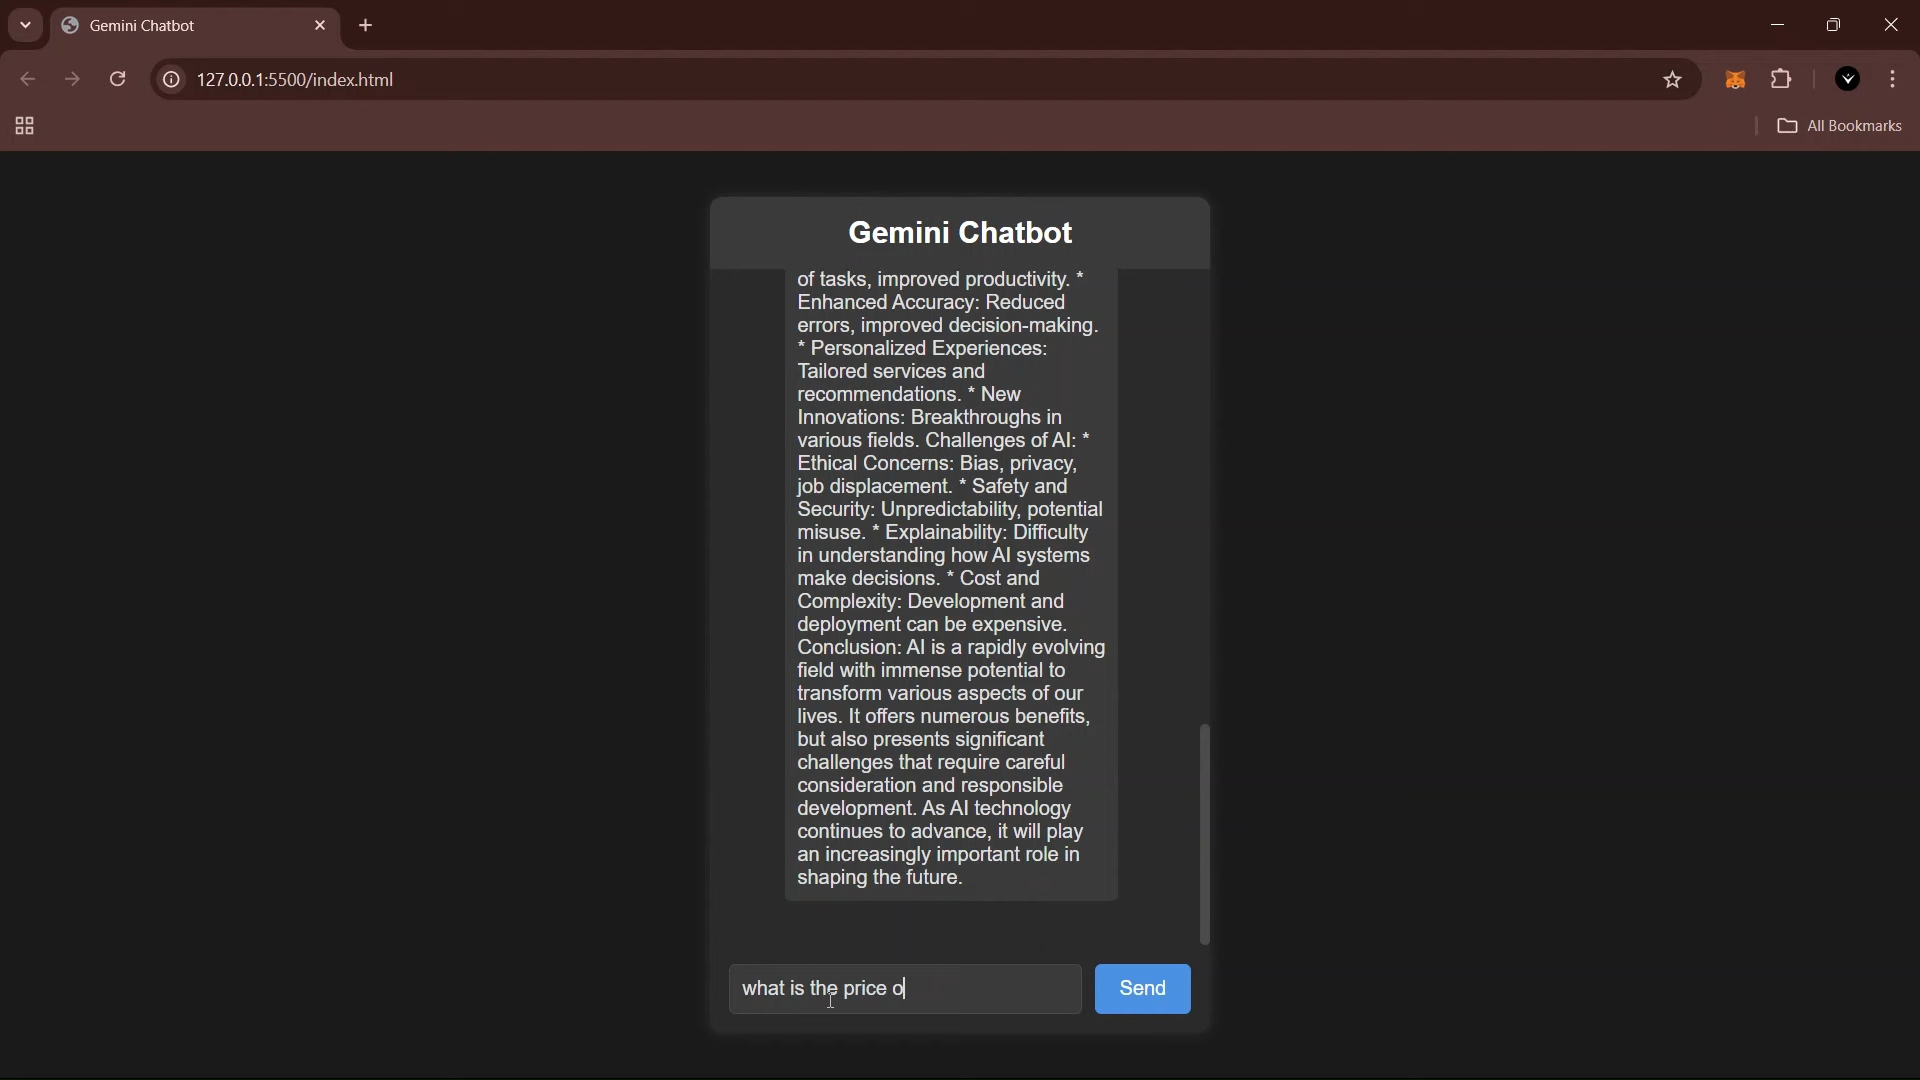 Gemini Chatbot
127.0.0.1:5500/index.html
All Bookmarks
Gemini Chatbot
of tasks, improved productivity. *
Enhanced Accuracy: Reduced
errors, improved decision-making.
* Personalized Experiences:
Tailored services and
recommendations. * New
Innovations: Breakthroughs in
various fields. Challenges of AI: *
Ethical Concerns: Bias, privacy,
job displacement. * Safety and
Security: Unpredictability, potential
misuse. * Explainability: Difficulty
in understanding how AI systems
make decisions. * Cost and
Complexity: Development and
deployment can be expensive.
Conclusion: AI is a rapidly evolving
field with immense potential to
transform various aspects of our
lives. It offers numerous benefits,
but also presents significant
challenges that require careful
consideration and responsible
development. As AI technology
continues to advance, it will play
an increasingly important role in
shaping the future.
what is the price o
Send